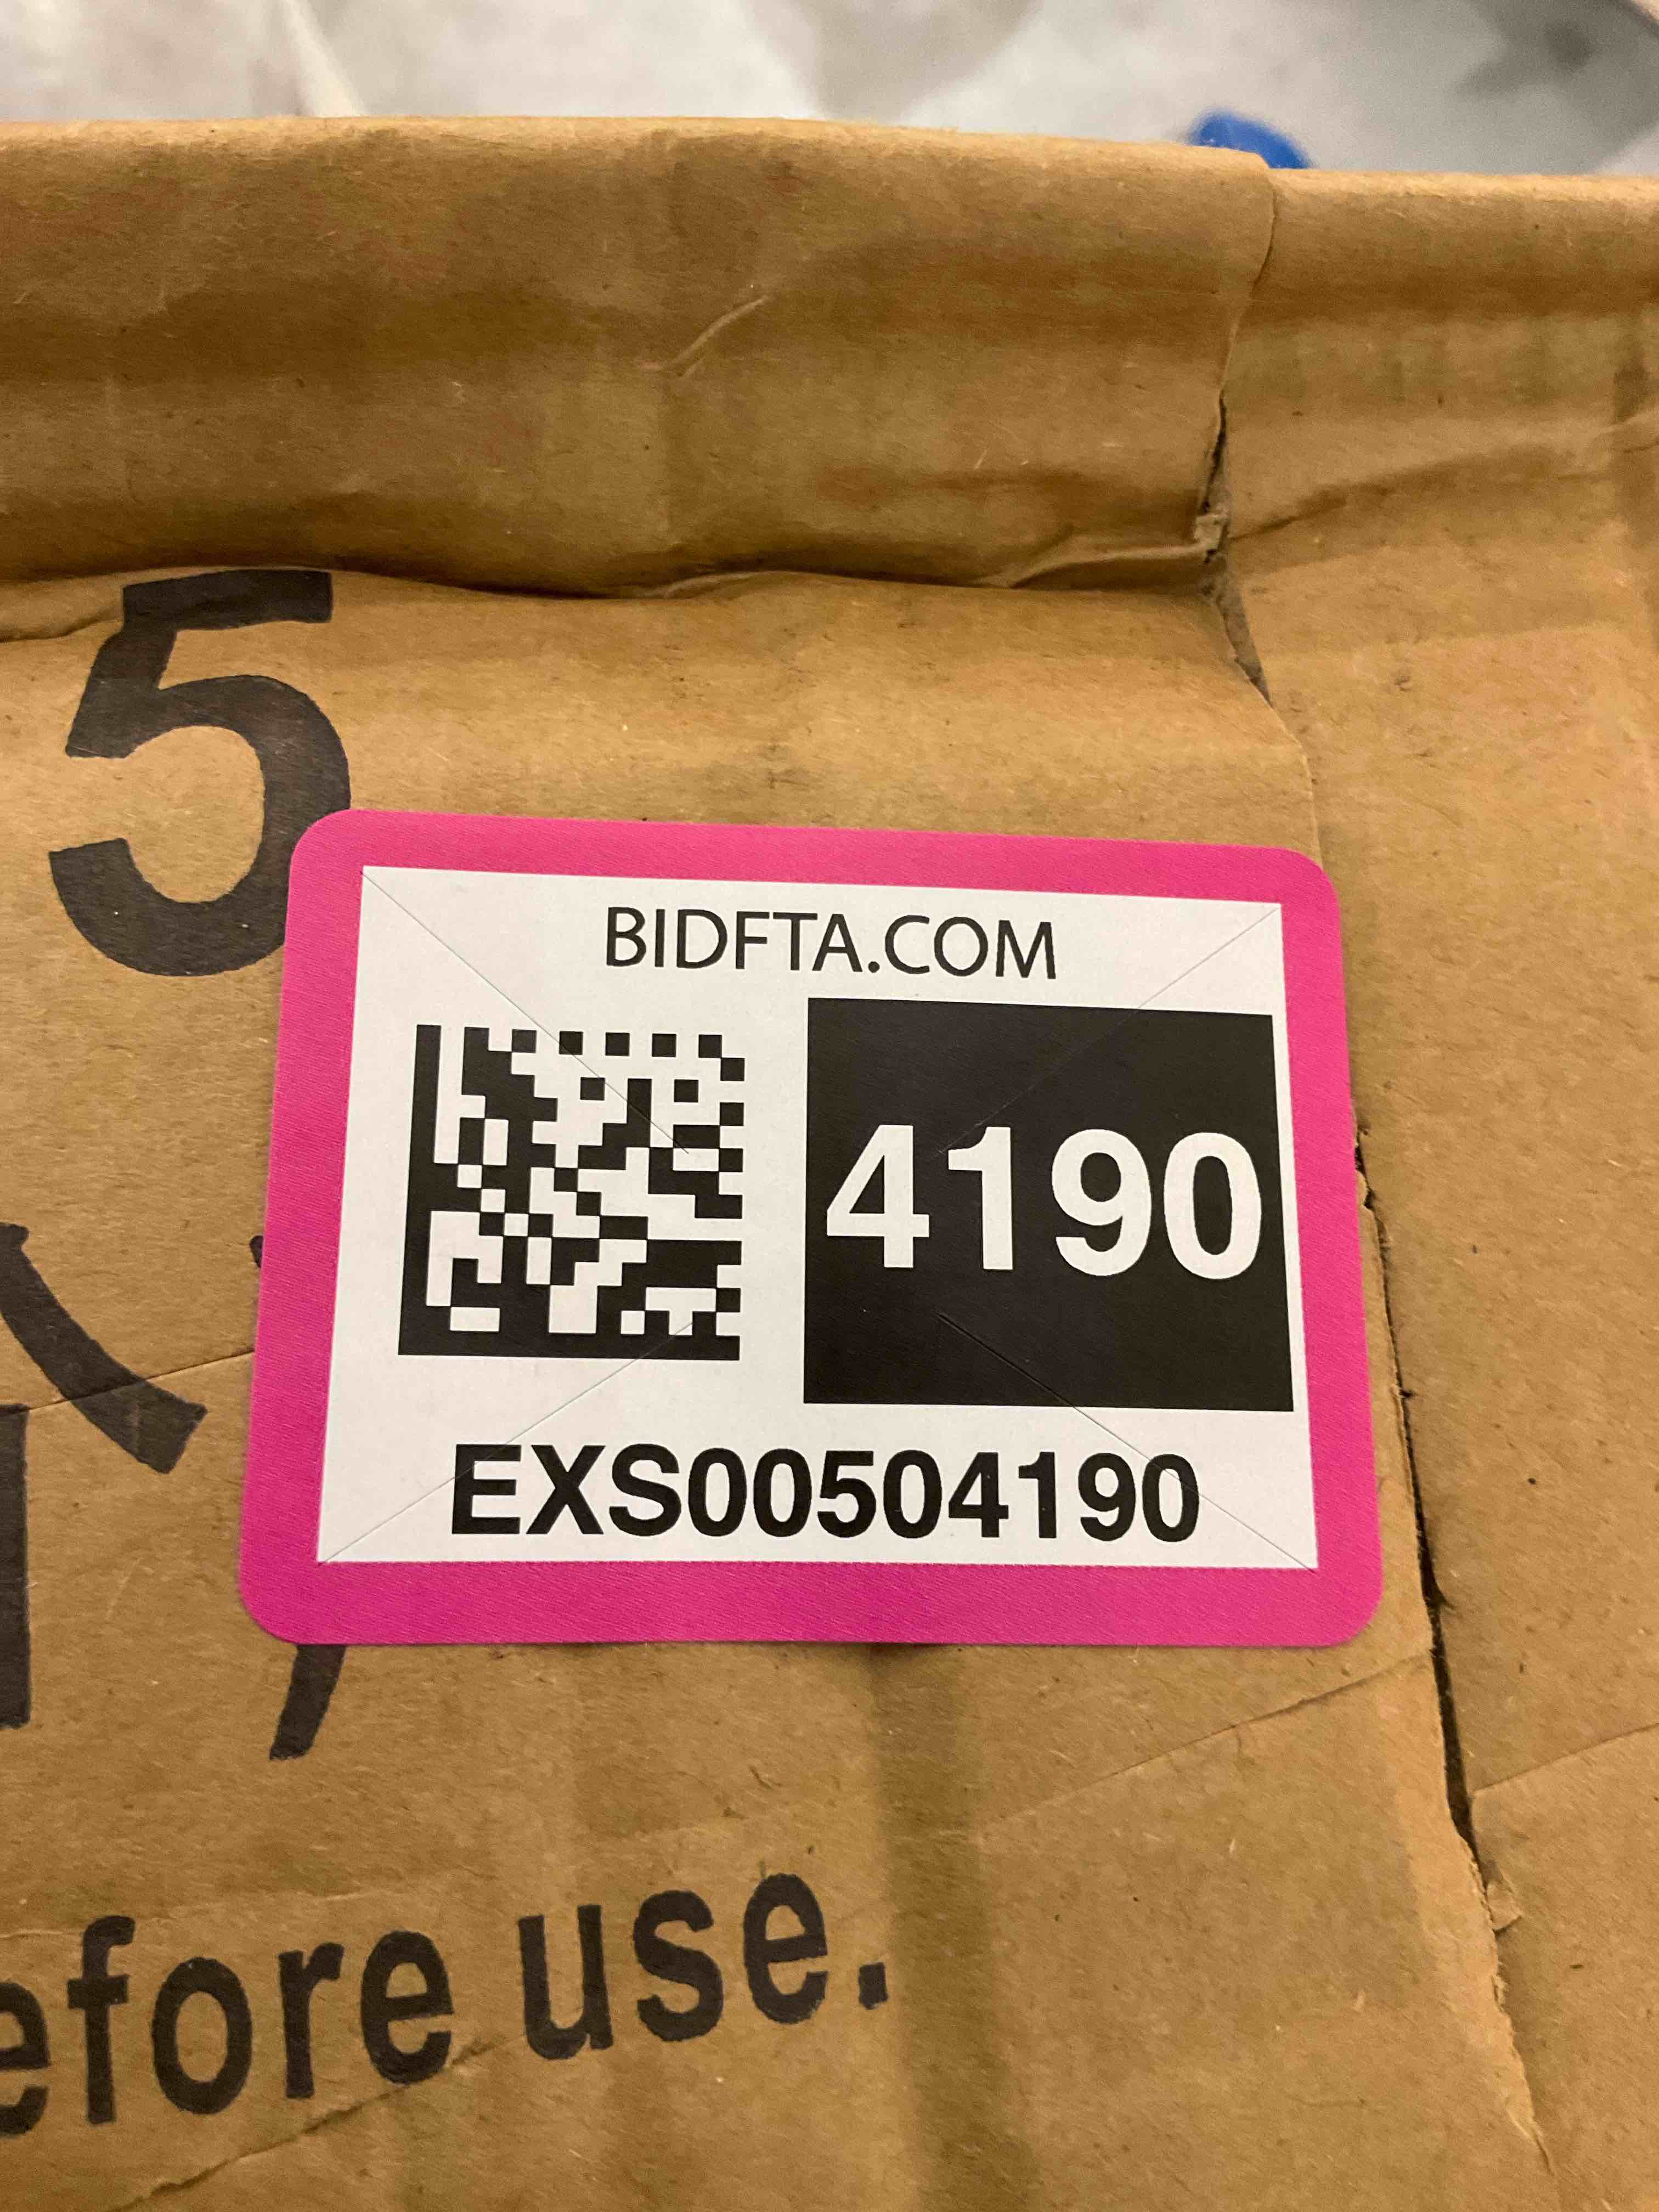 5
BIDFTA.COM
4190
EXS00504190
efore use.